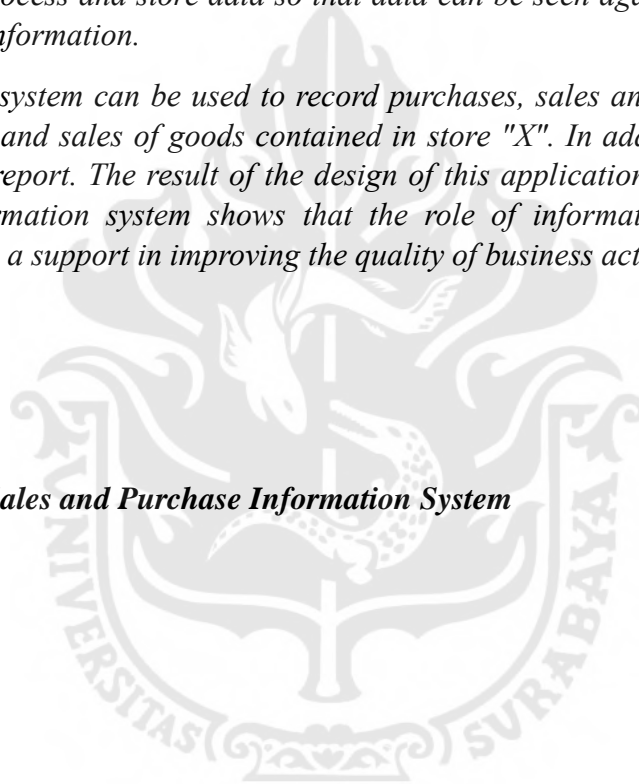 and store data so that data can be seen
nformation.
system can be used to record purchases, sales an
and sales of goods contained in store "X". In
report. The result of the design of this application
rmation system shows that the role of informat
a support in improving the quality of business act
ales and Purchase Information System
UNIVERSITAS SURABAYA